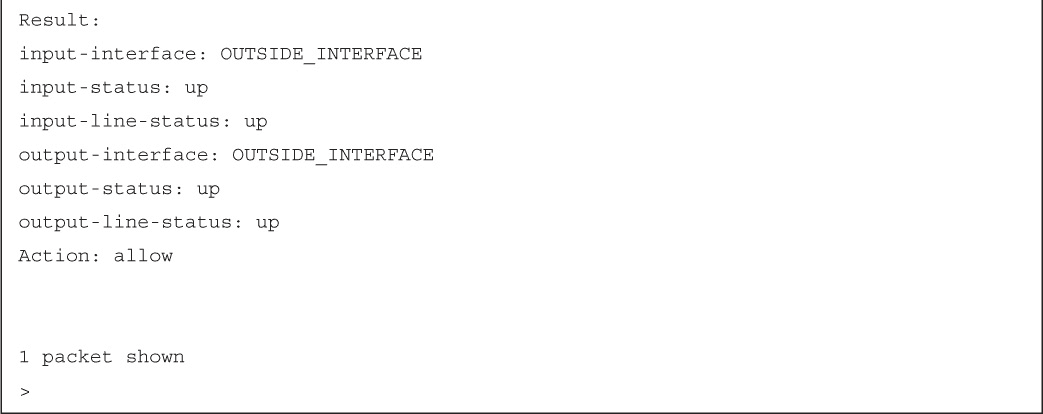 Result:
input-interface: OUTSIDE_INTERFACE
input-status: up
input-line-status: up
output-interface: OUTSIDE_INTERFACE
output-status: up
output-line-status: up
Action: allow
1 packet shown
>